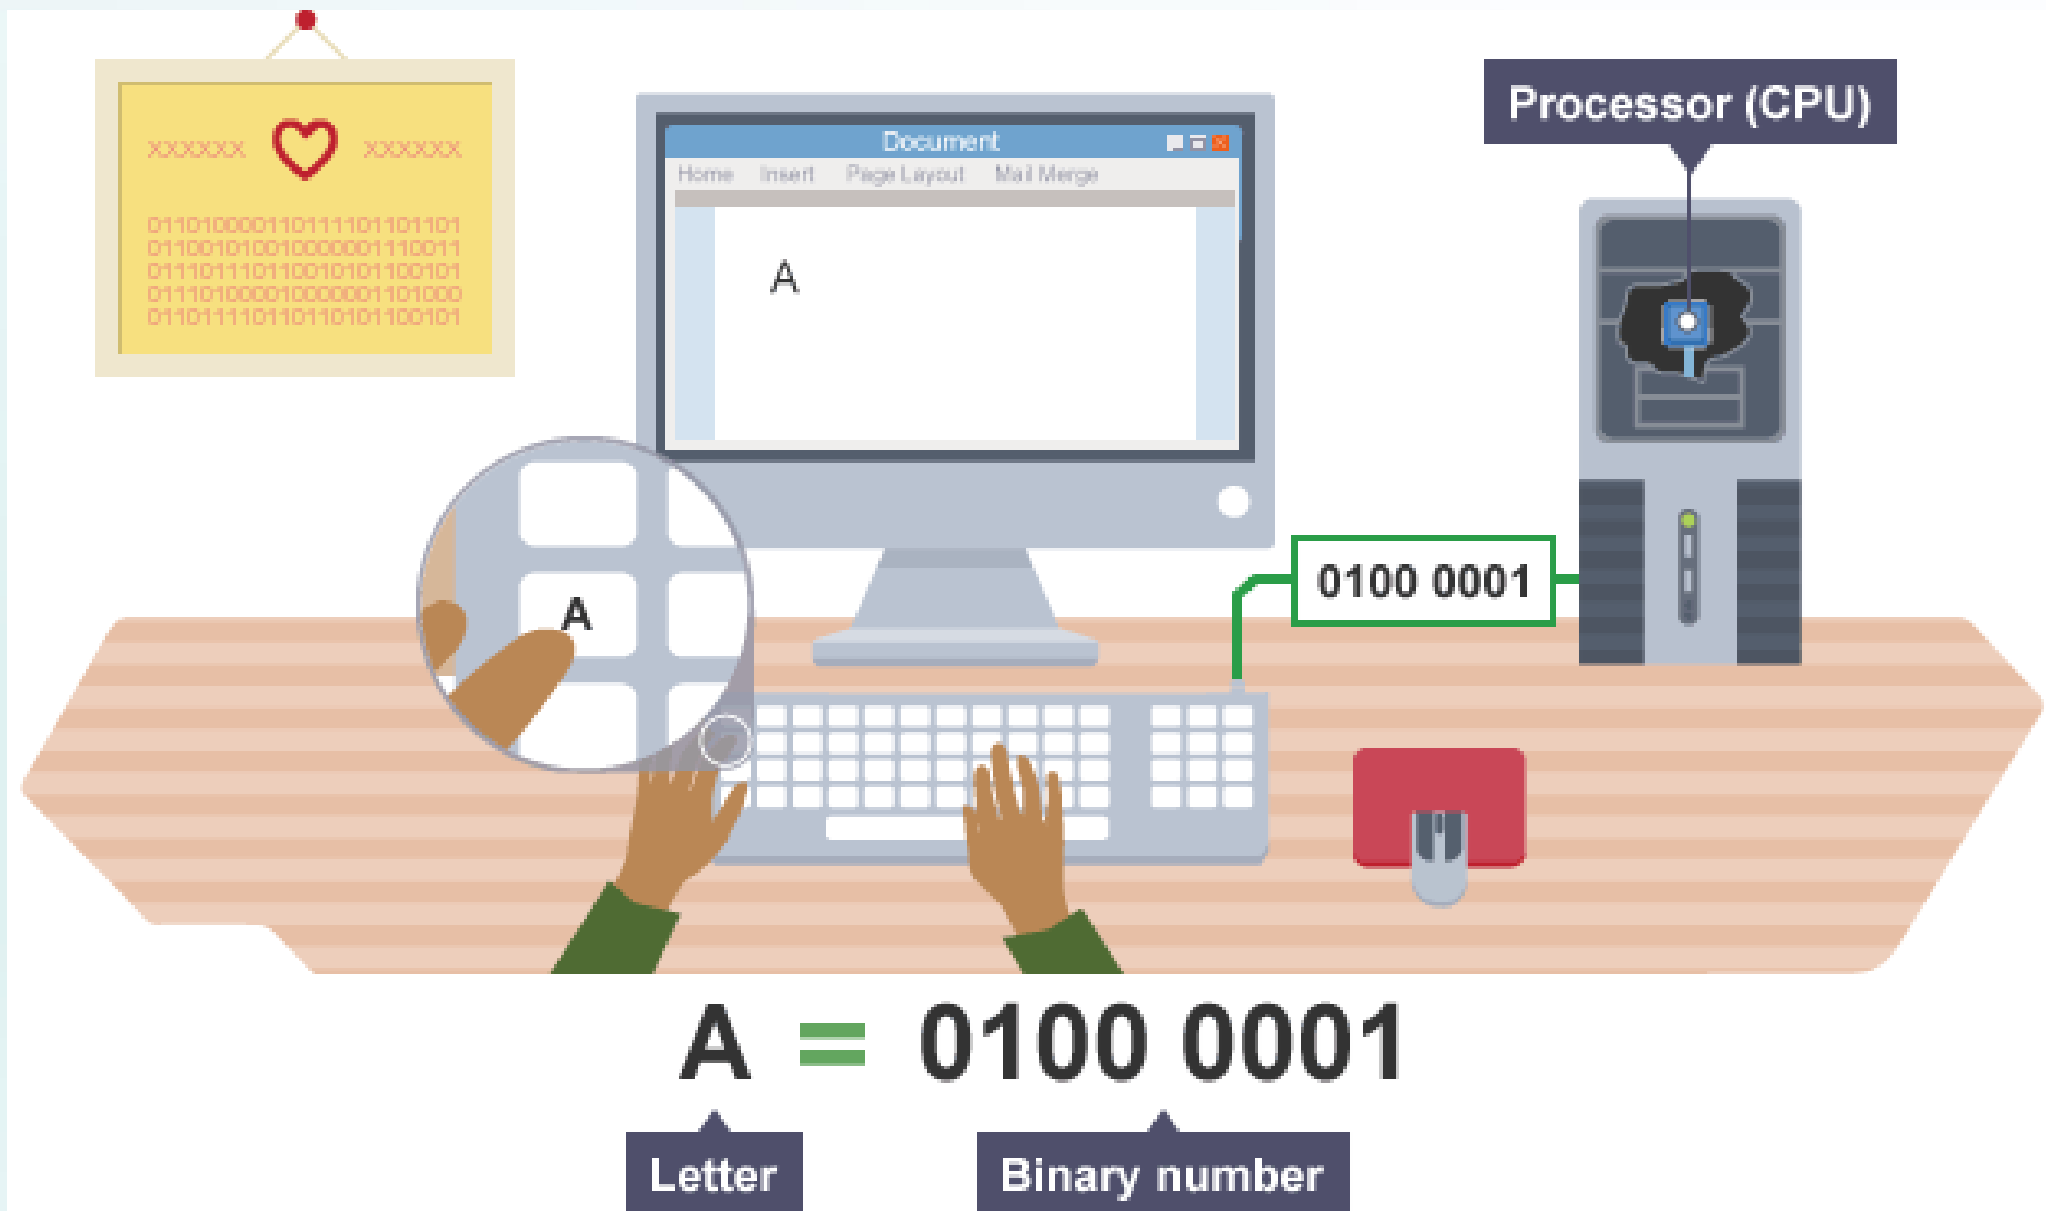 Processor (CPU)
xxxxxx xxxxxx
011010000110111101101101
011001010010000001110011
011101110110010101100101
011101000010000001101000
011011110110110101100101
Document
Home Insert Page Layout Mail Merge
A
A
0100 0001
A = 0100 0001
Letter Binary number